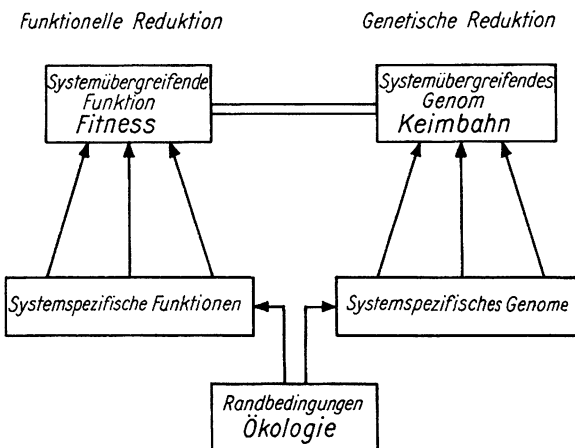 Funktionelle Reduktion
Genetische Reduktion
Systemübergreifende
Funktion
Fitness
Systemübergreifendes
Genom
Keimbahn
Systemspezifische Funktionen
Systemspezifisches Genome
Randbedingungen
Ökologie